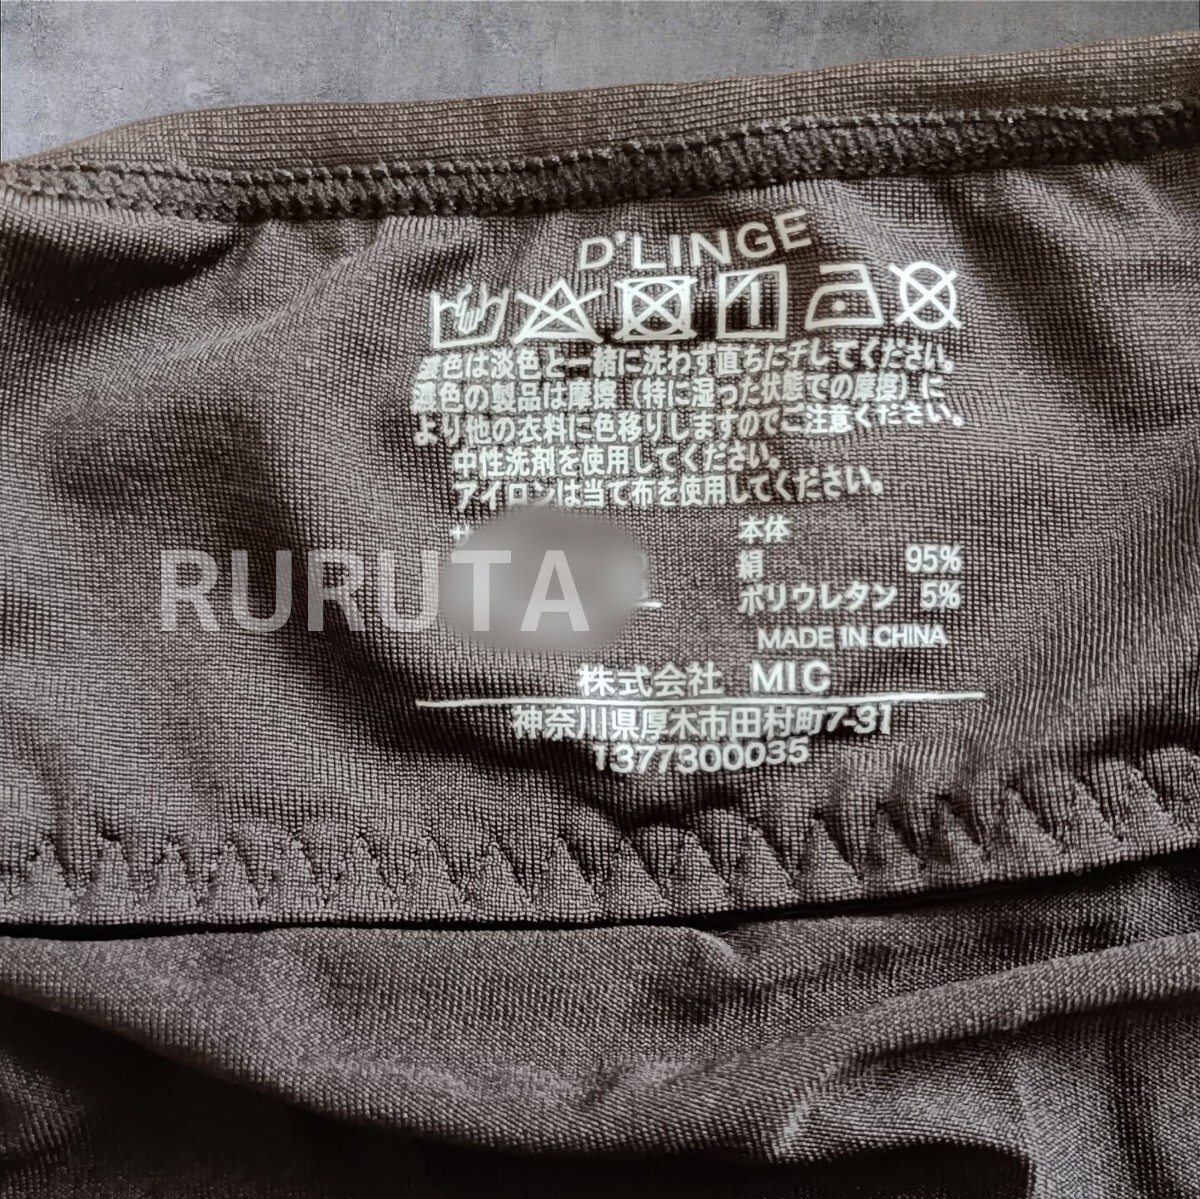 D'LINGE
濃色は淡色と一緒に洗わず直ちに干してください。
濃色の製品は摩擦（特に湿った状態での摩擦）に
より他の衣料に色移りしますのでご注意ください。
中性洗剤を使用してください。
アイロンは当て布を使用してください。
本体
絹 95%
ポリウレタン 5%
MADE IN CHINA
RURUTA
株式会社 MIC
神奈川県厚木市田村町7-31
1377300035